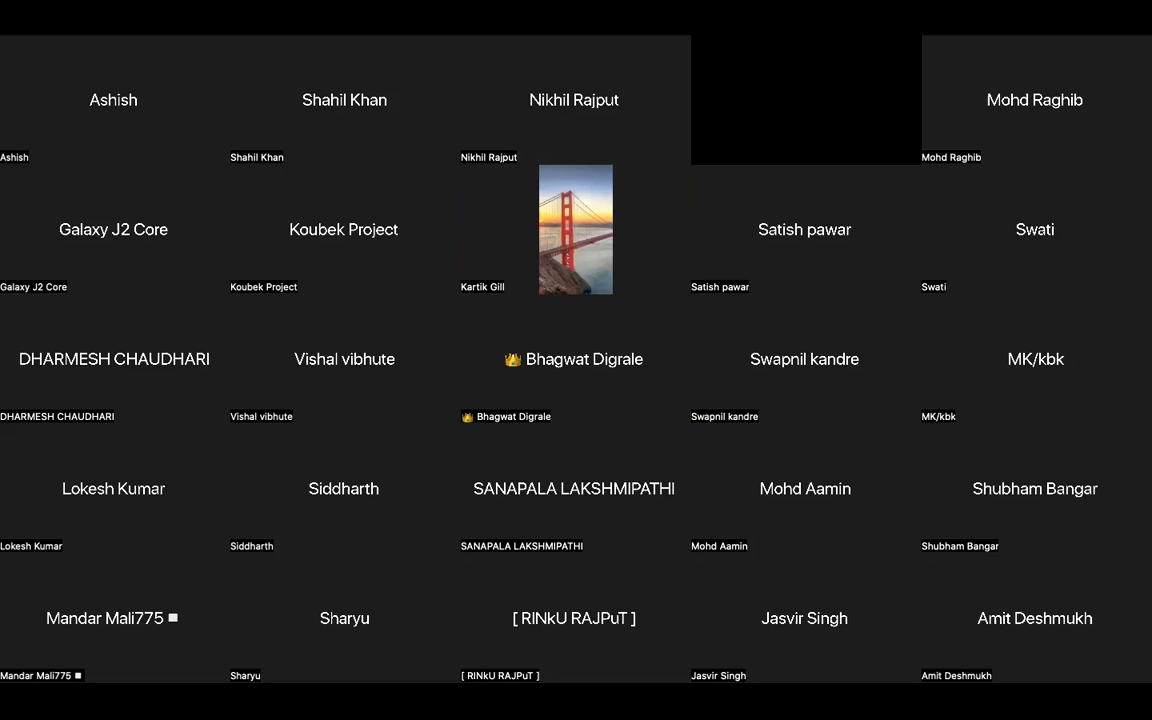 Ashish
Shahil Khan
Nikhil Rajput
Mohd Raghib
Ashish
Shahil Khan
Nikhil Rajput
Mohd Raghib
Galaxy J2 Core
Koubek Project
Satish pawar
Swati
Galaxy J2 Core
Koubek Project
Kartik Gill
Satish pawar
Swati
DHARMESH CHAUDHARI
Vishal vibhute
👑 Bhagwat Digrale
Swapnil kandre
MK/kbk
DHARMESH CHAUDHARI
Vishal vibhute
👑 Bhagwat Digrale
Swapnil kandre
MK/kbk
Lokesh Kumar
Siddharth
SANAPALA LAKSHMIPATHI
Mohd Aamin
Shubham Bangar
Lokesh Kumar
Siddharth
SANAPALA LAKSHMIPATHI
Mohd Aamin
Shubham Bangar
Mandar Mali775 ◻
Sharyu
[ RINkU RAJPuT ]
Jasvir Singh
Amit Deshmukh
Mandar Mali775 ◻
Sharyu
[ RINkU RAJPuT ]
Jasvir Singh
Amit Deshmukh